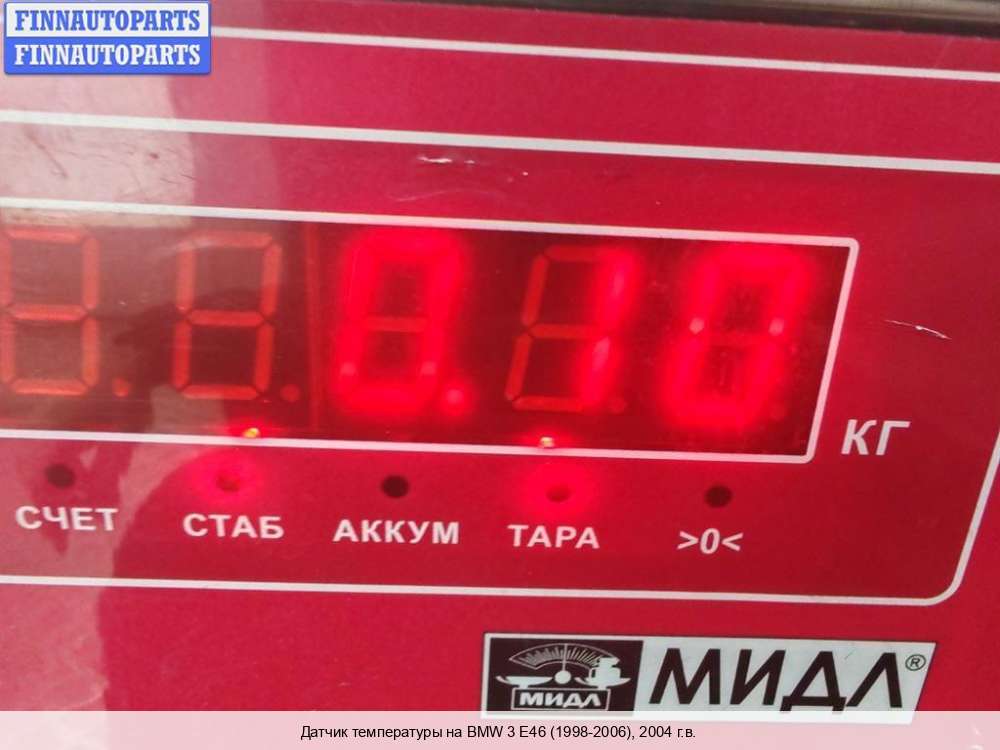 FINNAUTOPARTS
FINNAUTOPARTS
0.10
КГ
СЧЕТ СТАБ АККУМ ТАРА >0<
МИДЛ МИДЛ®
Датчик температуры на BMW 3 E46 (1998-2006), 2004 г.в.